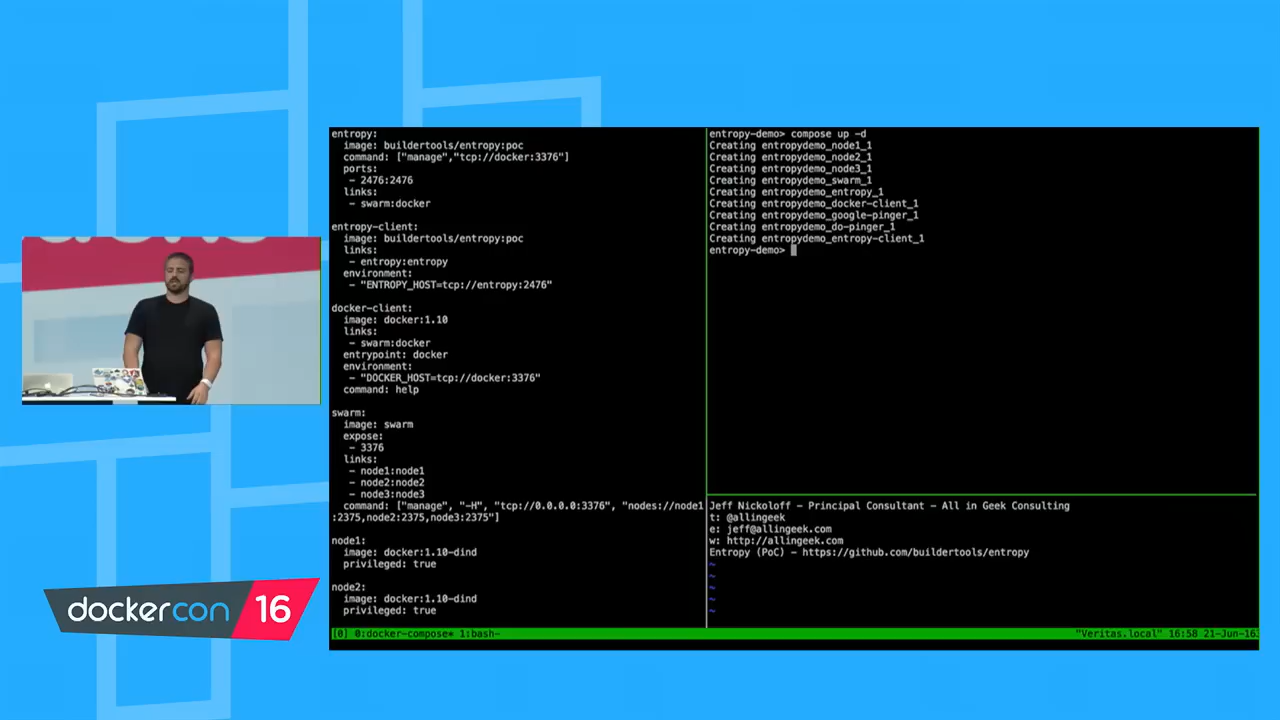 entropy:
  image: buildertools/entropy:poc
  command: ["manage","tcp://docker:3376"]
  ports:
    - 2476:2476
  links:
    - swarm:docker
entropy-client:
  image: buildertools/entropy:poc
  links:
    - entropy:entropy
  environment:
    - "ENTROPY_HOST=tcp://entropy:2476"
docker-client:
  image: docker:1.10
  links:
    - swarm:docker
  entrypoint: docker
  environment:
    - "DOCKER_HOST=tcp://docker:3376"
  command: help
swarm:
  image: swarm
  expose:
    - 3376
  links:
    - node1:node1
    - node2:node2
    - node3:node3
  command: ["manage", "-H", "tcp://0.0.0.0:3376", "nodes://node1
:2375,node2:2375,node3:2375"]
node1:
  image: docker:1.10-dind
  privileged: true
node2:
  image: docker:1.10-dind
  privileged: true
entropy-demo> compose up -d
Creating entropydemo_node1_1
Creating entropydemo_node2_1
Creating entropydemo_node3_1
Creating entropydemo_swarm_1
Creating entropydemo_entropy_1
Creating entropydemo_docker-client_1
Creating entropydemo_google-pinger_1
Creating entropydemo_do-pinger_1
Creating entropydemo_entropy-client_1
entropy-demo>
Jeff Nickoloff - Principal Consultant - All in Geek Consulting
t: @allingeek
e: jeff@allingeek.com
w: http://allingeek.com
Entropy (PoC) - https://github.com/buildertools/entropy
~
~
~
~
~
[0] 0:docker-compose* 1:bash- "Veritas.local" 16:58 21-Jun-16
dockercon 16